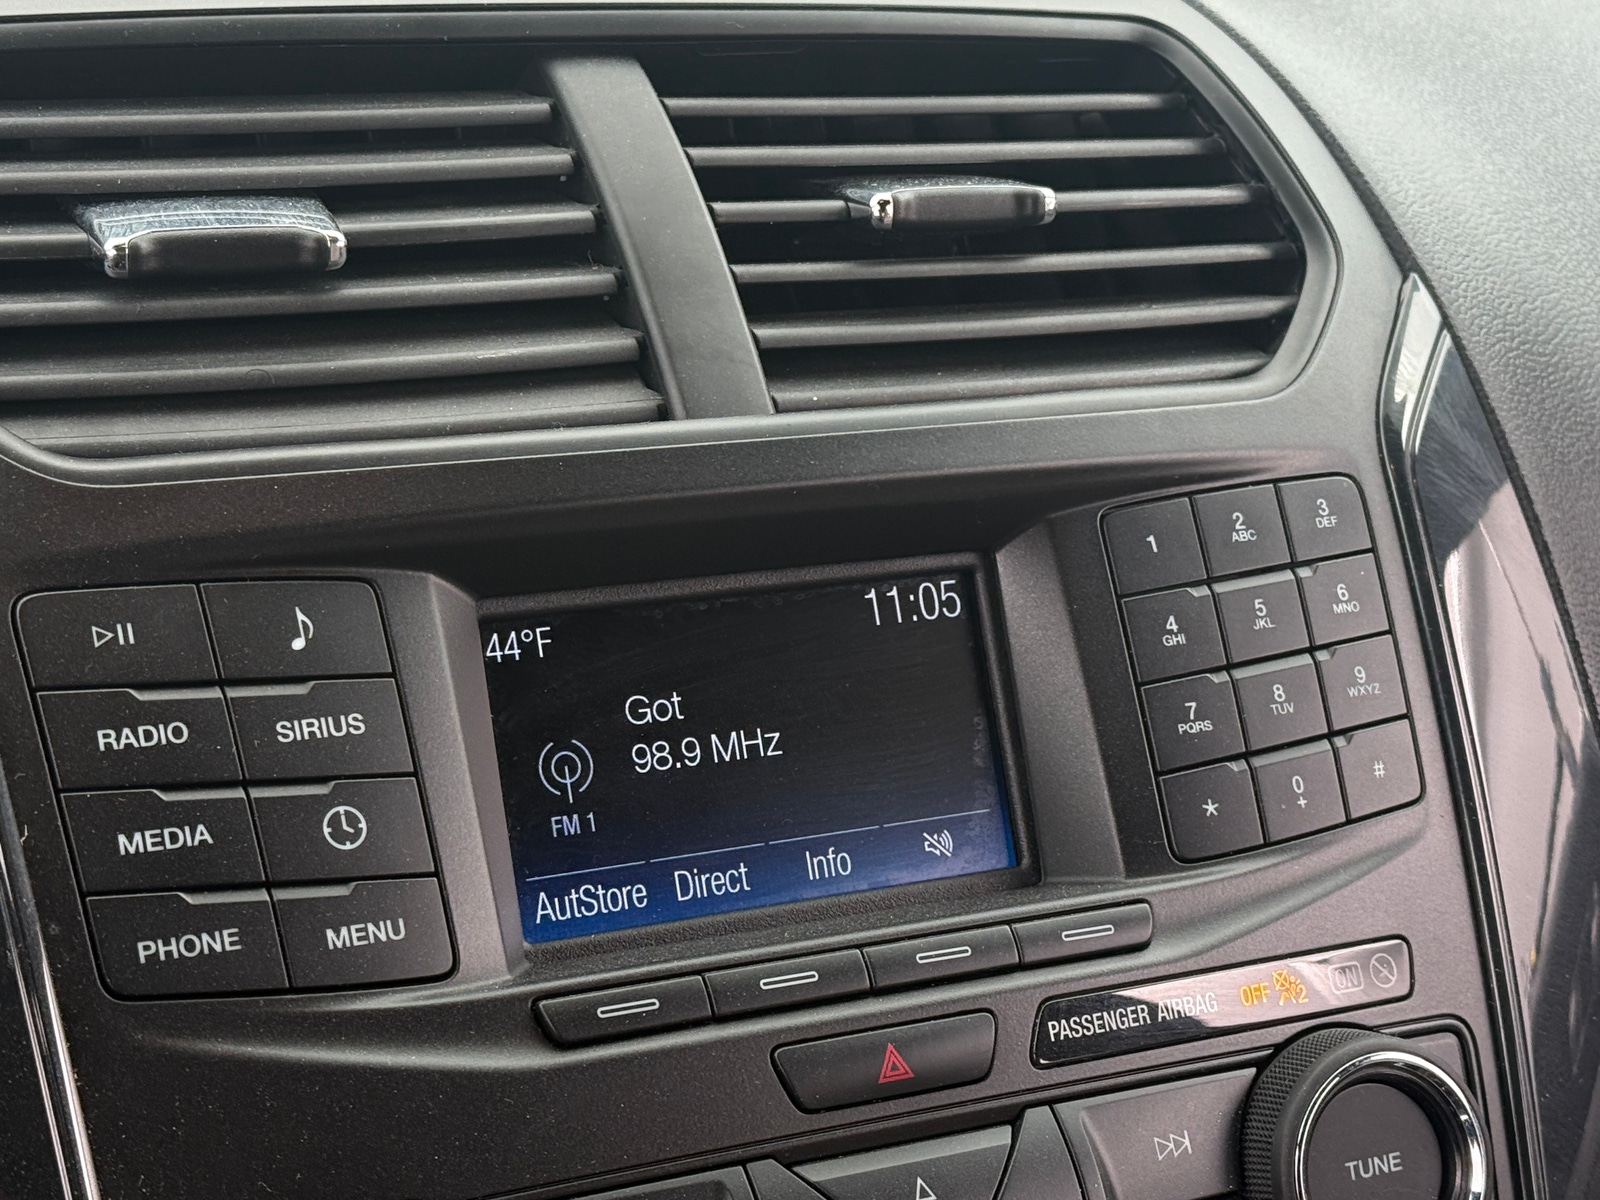 44°F
11:05
Got
98.9 MHz
FM 1
AutStore
Direct
Info
RADIO
SIRIUS
MEDIA
PHONE
MENU
1
2
ABC
3
DEF
4
GHI
5
JKL
6
MNO
7
PQRS
8
TUV
9
WXYZ
*
0
+
#
PASSENGER AIRBAG
OFF
2
ON
TUNE